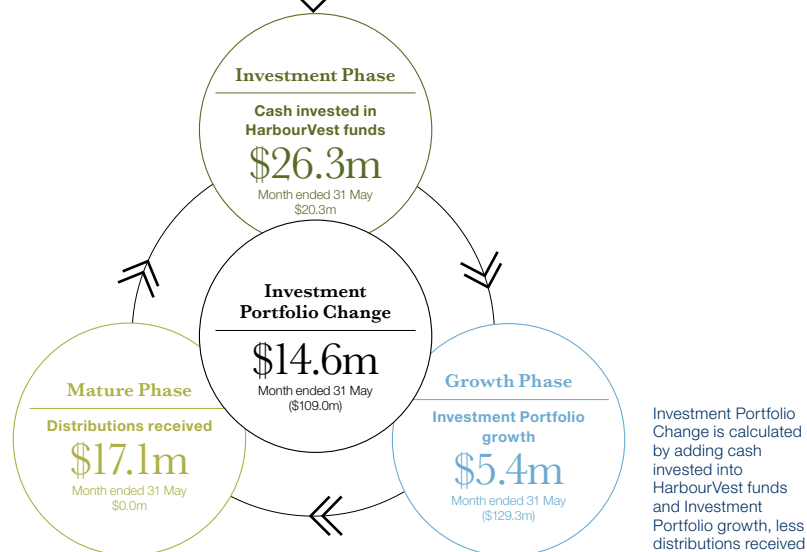 Investment Phase
Cash invested in
HarbourVest funds
$26.3m
Month ended 31 May
$20.3m
Investment
Portfolio Change
$14.6m
Month ended 31 May
($109.0m)
Mature Phase
Distributions received
$17.1m
Month ended 31 May
$0.0m
Growth Phase
Investment Portfolio
growth
$5.4m
Month ended 31 May
($129.3m)
Investment Portfolio
Change is calculated
by adding cash
invested into
HarbourVest funds
and Investment
Portfolio growth, less
distributions received